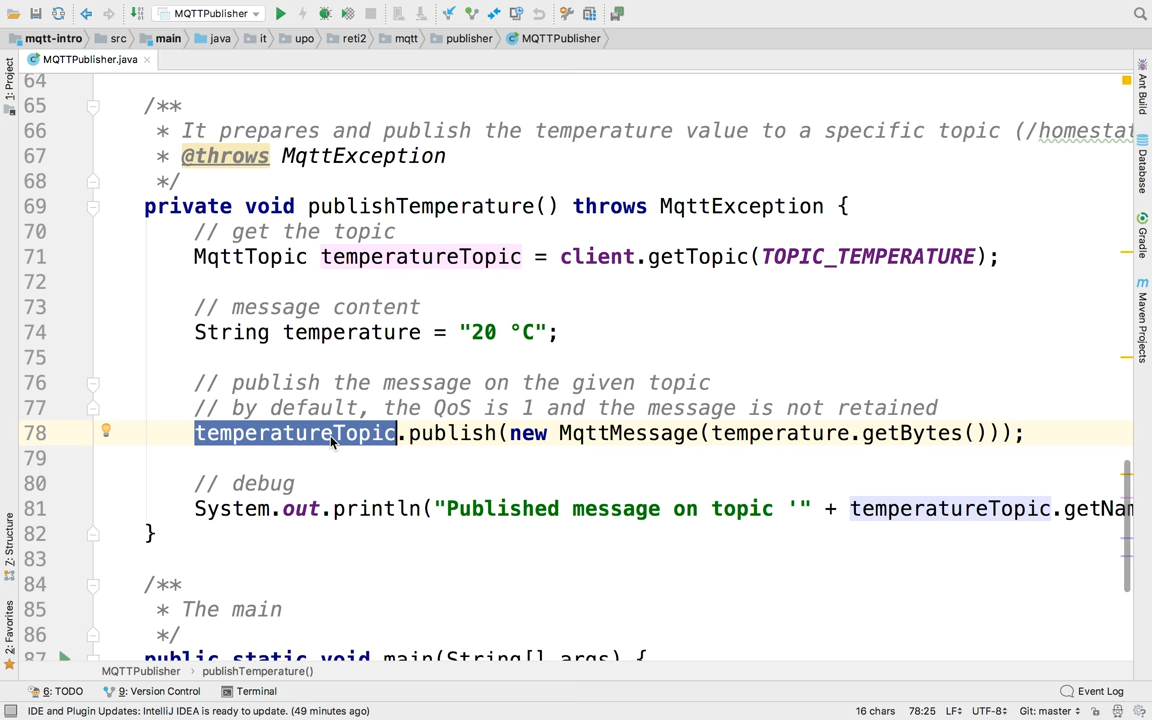 MQTTPublisher
mqtt-intro src main java it upo reti2 mqtt publisher MQTTPublisher
MQTTPublisher.java
1: Project
Z: Structure
2: Favorites
Ant Build
Database
Gradle
Maven Projects
64
65 /**
66 * It prepares and publish the temperature value to a specific topic (/homestat
67 * @throws MqttException
68 */
69 private void publishTemperature() throws MqttException {
70 // get the topic
71 MqttTopic temperatureTopic = client.getTopic(TOPIC_TEMPERATURE);
72
73 // message content
74 String temperature = "20 °C";
75
76 // publish the message on the given topic
77 // by default, the QoS is 1 and the message is not retained
78 temperatureTopic.publish(new MqttMessage(temperature.getBytes()));
79
80 // debug
81 System.out.println("Published message on topic '" + temperatureTopic.getNam
82 }
83
84 /**
85 * The main
86 */
87 public static void main(String[] args) {
MQTTPublisher › publishTemperature()
6: TODO 9: Version Control Terminal Event Log
IDE and Plugin Updates: IntelliJ IDEA is ready to update. (49 minutes ago) 16 chars 78:25 LF÷ UTF-8÷ Git: master ÷